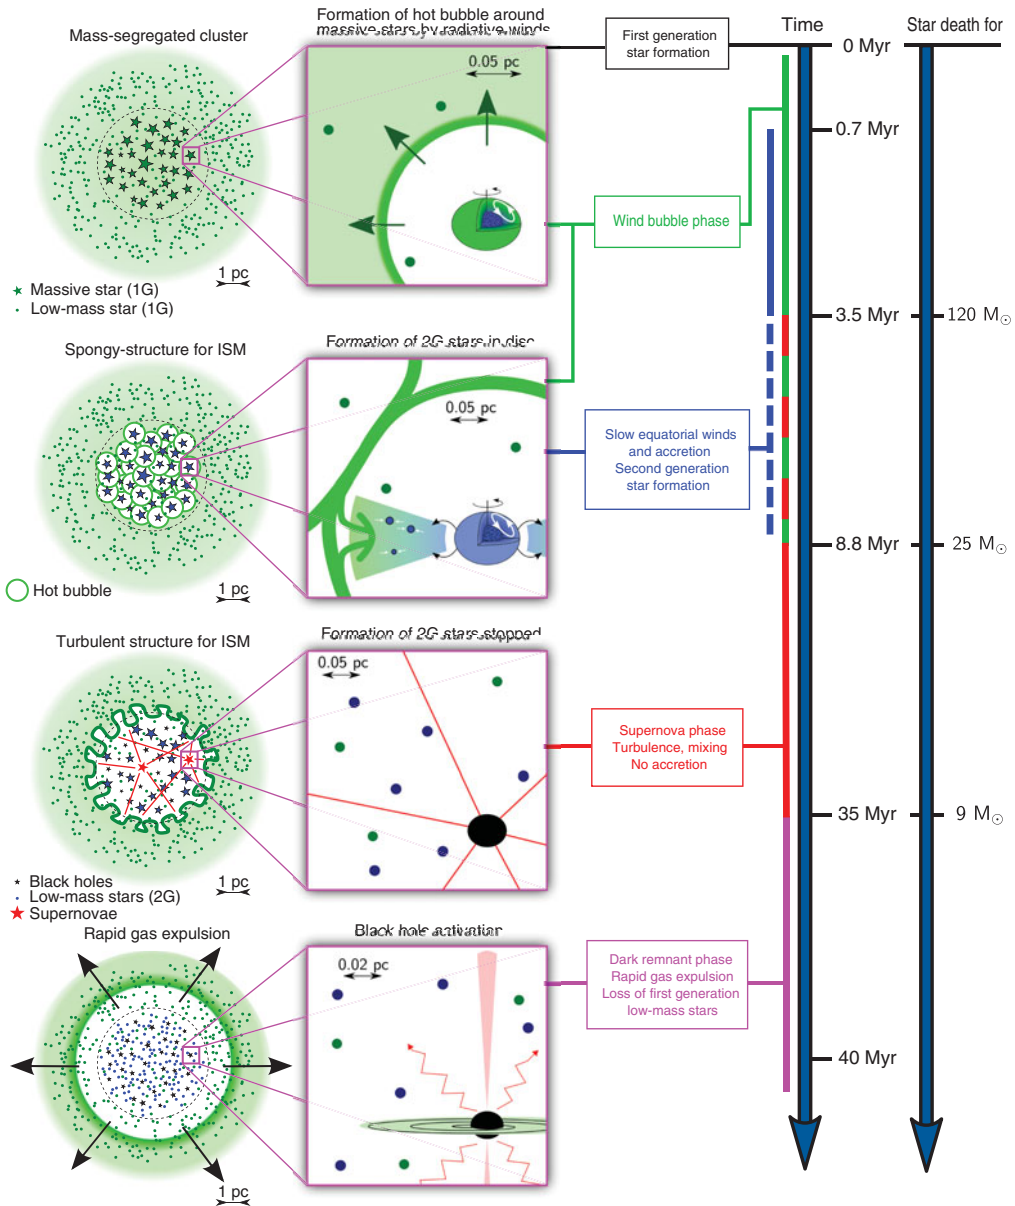 Mass-segregated cluster
1 pc
Massive star (1G)
Low-mass star (1G)
Formation of hot bubble around
massive stars by radiative winds
0.05 pc
First generation
star formation
Wind bubble phase
Spongy-structure for ISM
1 pc
Hot bubble
Formation of 2G stars in disc
0.05 pc
Slow equatorial winds
and accretion
Second generation
star formation
Turbulent structure for ISM
1 pc
Black holes
Low-mass stars (2G)
Supernovae
Formation of 2G stars stopped
0.05 pc
Supernova phase
Turbulence, mixing
No accretion
Rapid gas expulsion
1 pc
Black hole activation
0.02 pc
Dark remnant phase
Rapid gas expulsion
Loss of first generation
low-mass stars
Time
0 Myr
0.7 Myr
3.5 Myr
8.8 Myr
35 Myr
40 Myr
Star death for
120 M☉
25 M☉
9 M☉